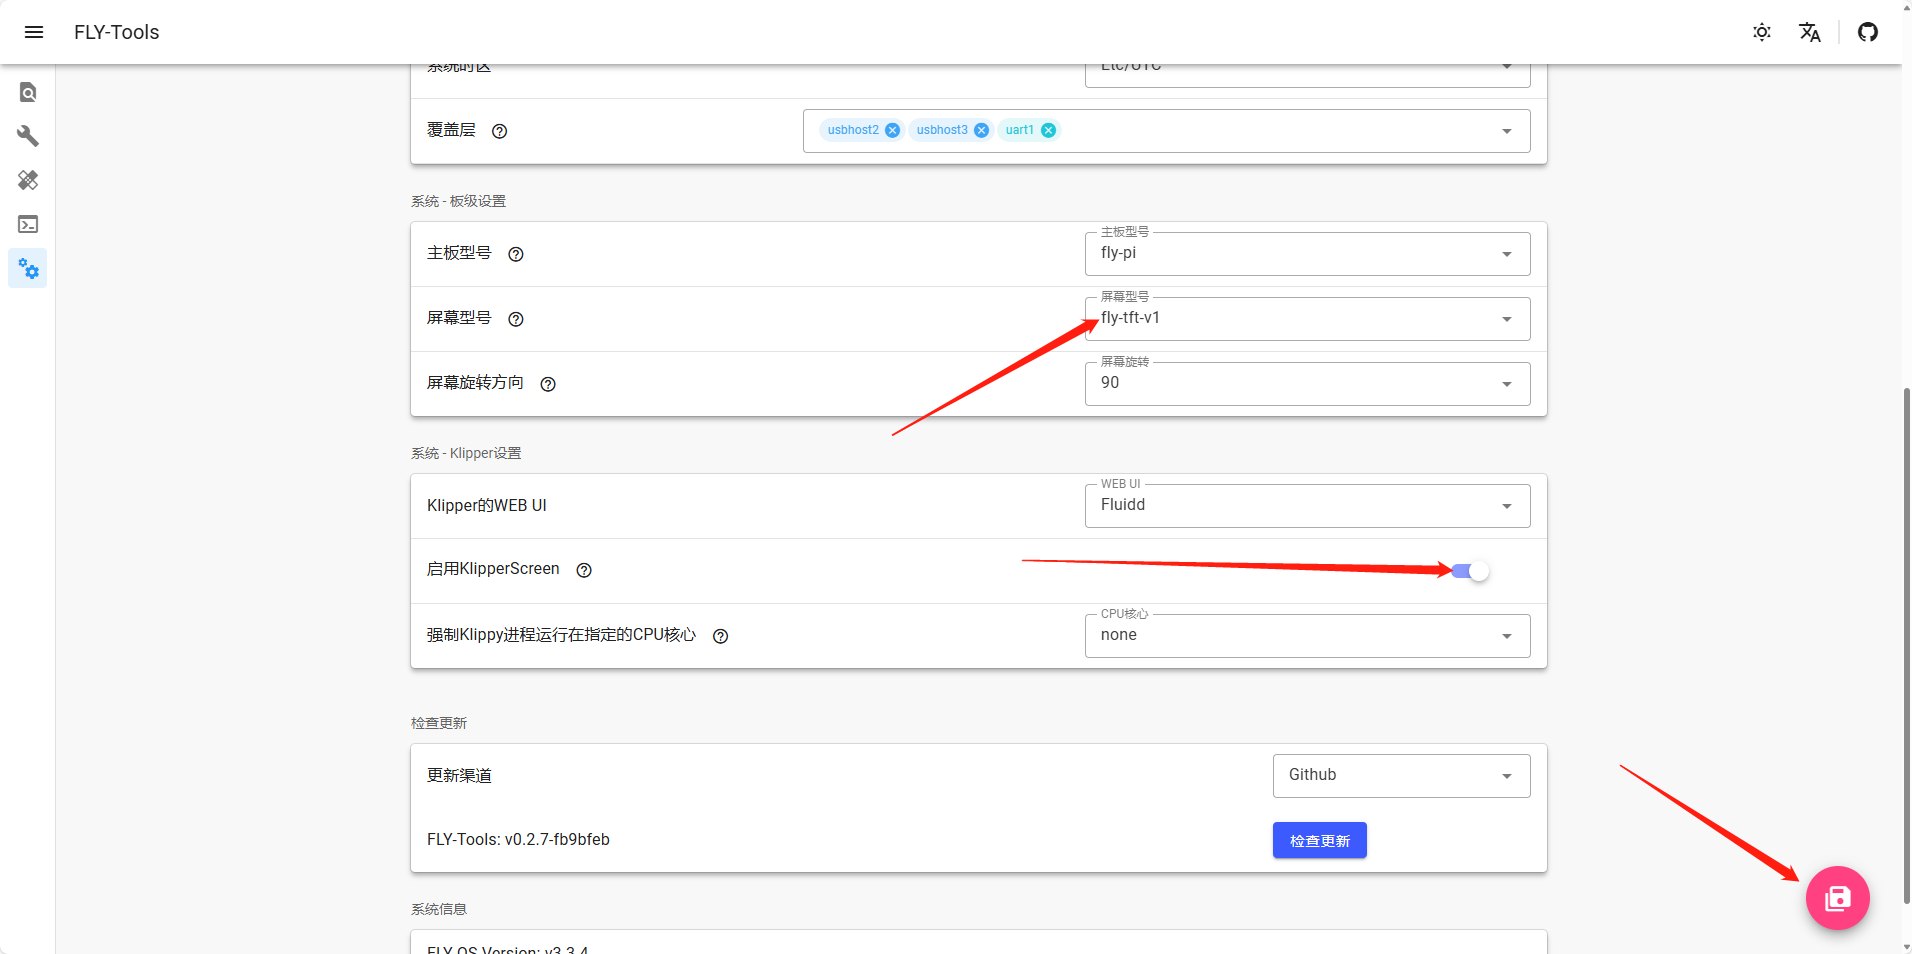 FLY-Tools
系统时区
Etc/UTC
覆盖层
usbhost2 usbhost3 uart1
系统 - 板级设置
主板型号
主板型号
fly-pi
屏幕型号
屏幕型号
fly-tft-v1
屏幕旋转方向
屏幕旋转
90
系统 - Klipper设置
Klipper的WEB UI
WEB UI
Fluidd
启用KlipperScreen
强制Klippy进程运行在指定的CPU核心
CPU核心
none
检查更新
更新渠道
Github
FLY-Tools: v0.2.7-fb9bfeb
检查更新
系统信息
FLY OS Version: v3.3.4